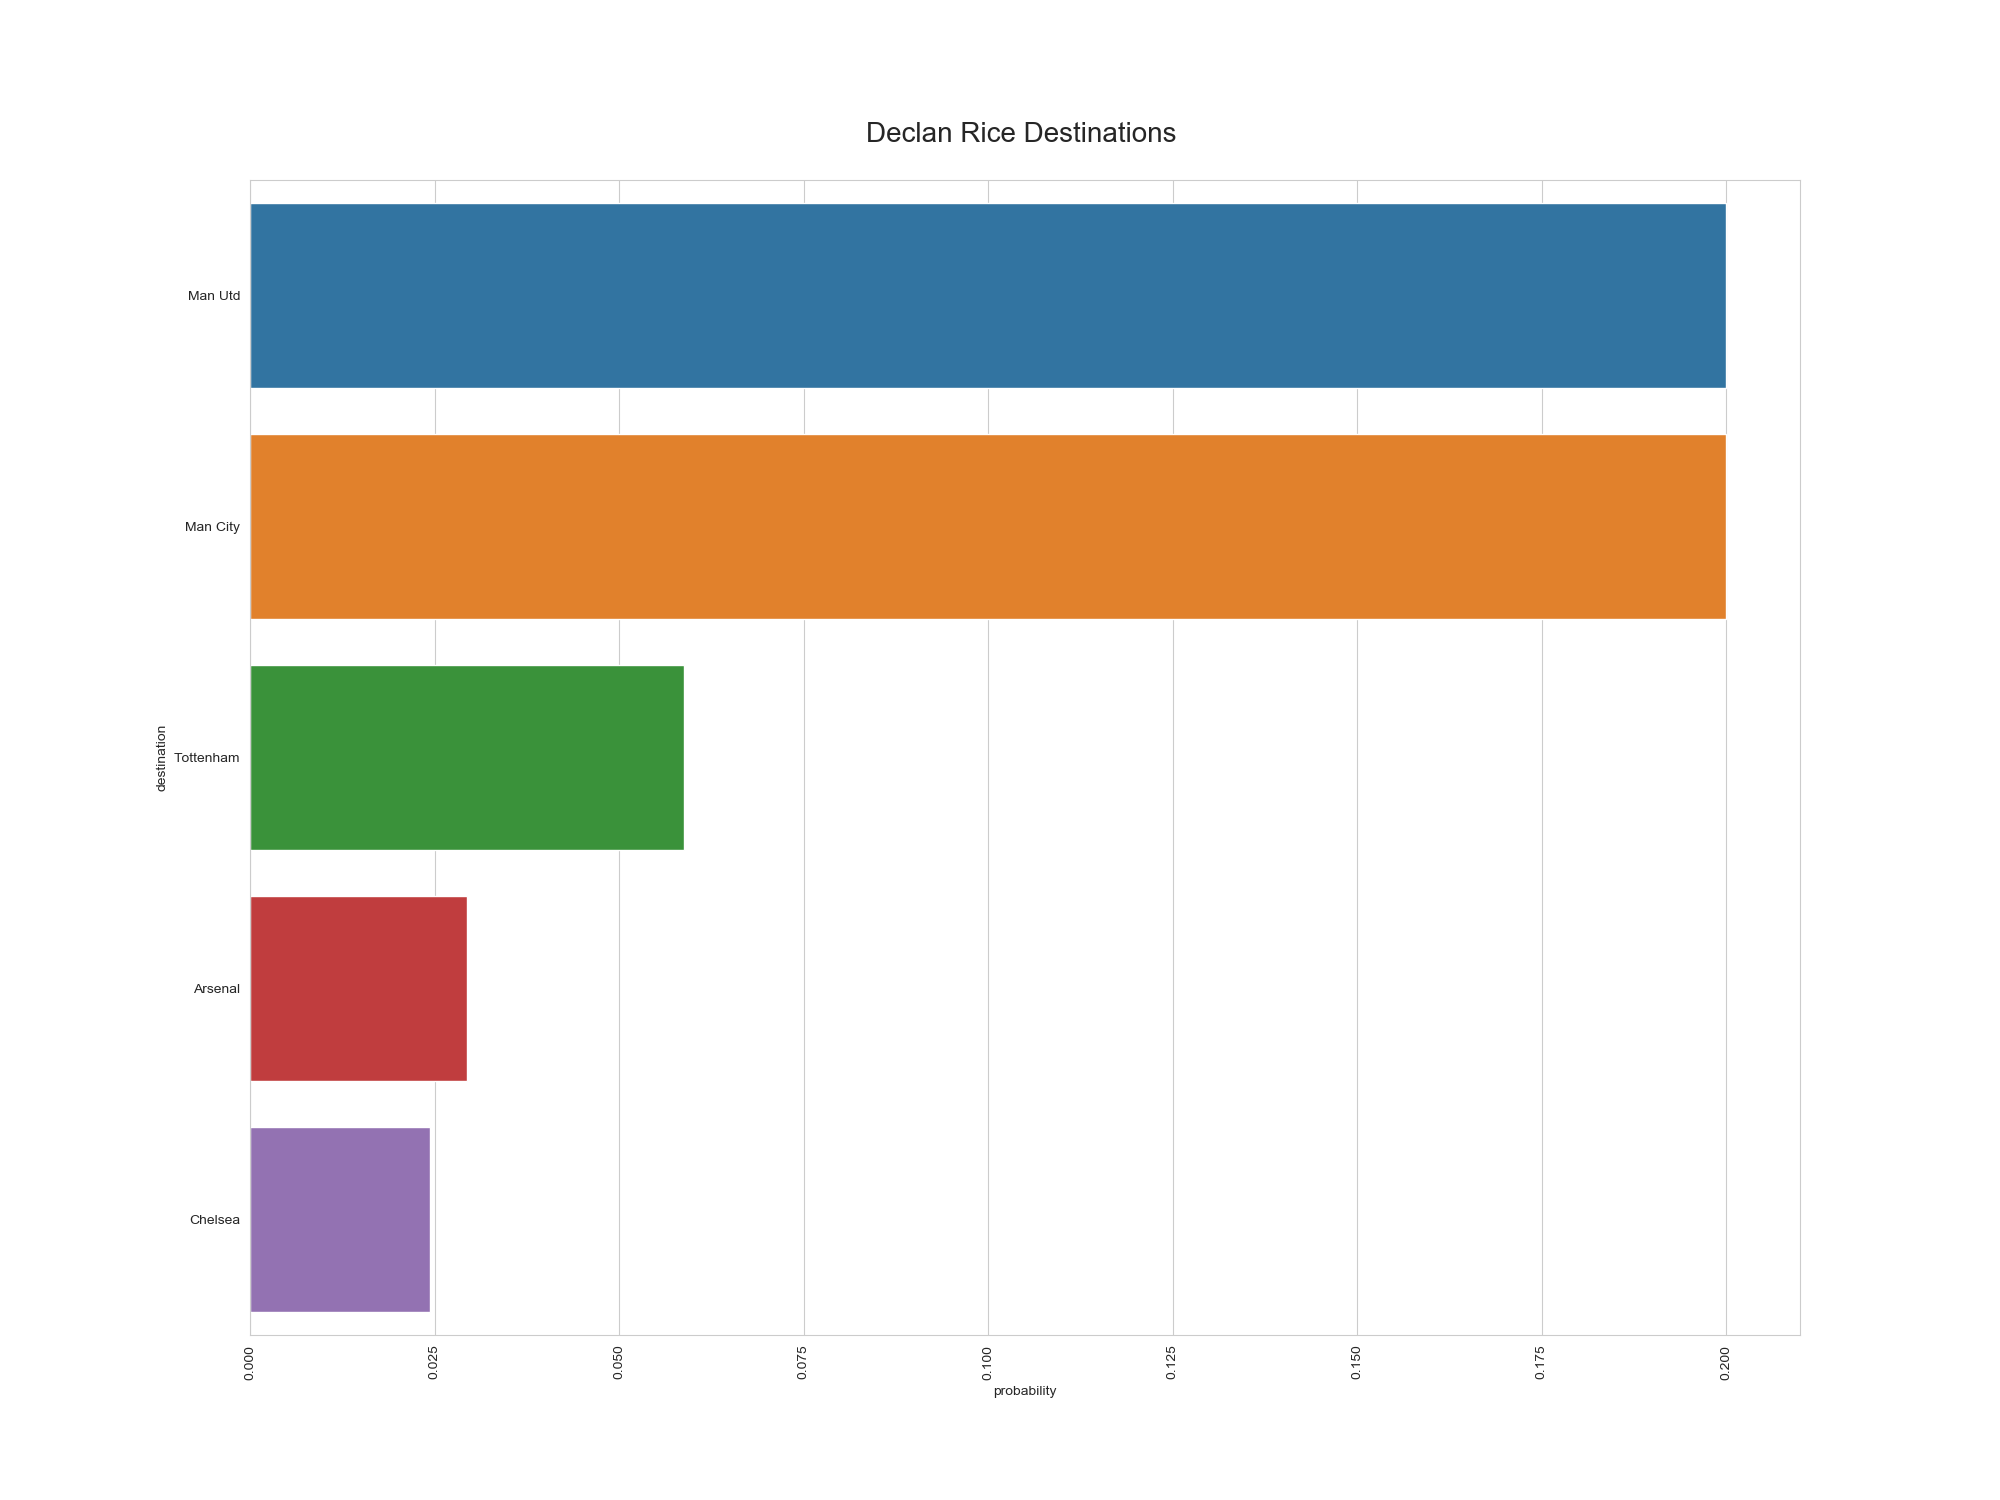 Declan Rice Destinations
Man Utd
Man City
Tottenham
Arsenal
Chelsea
destination
0.000
0.025
0.050
0.075
0.100
0.125
0.150
0.175
0.200
probability